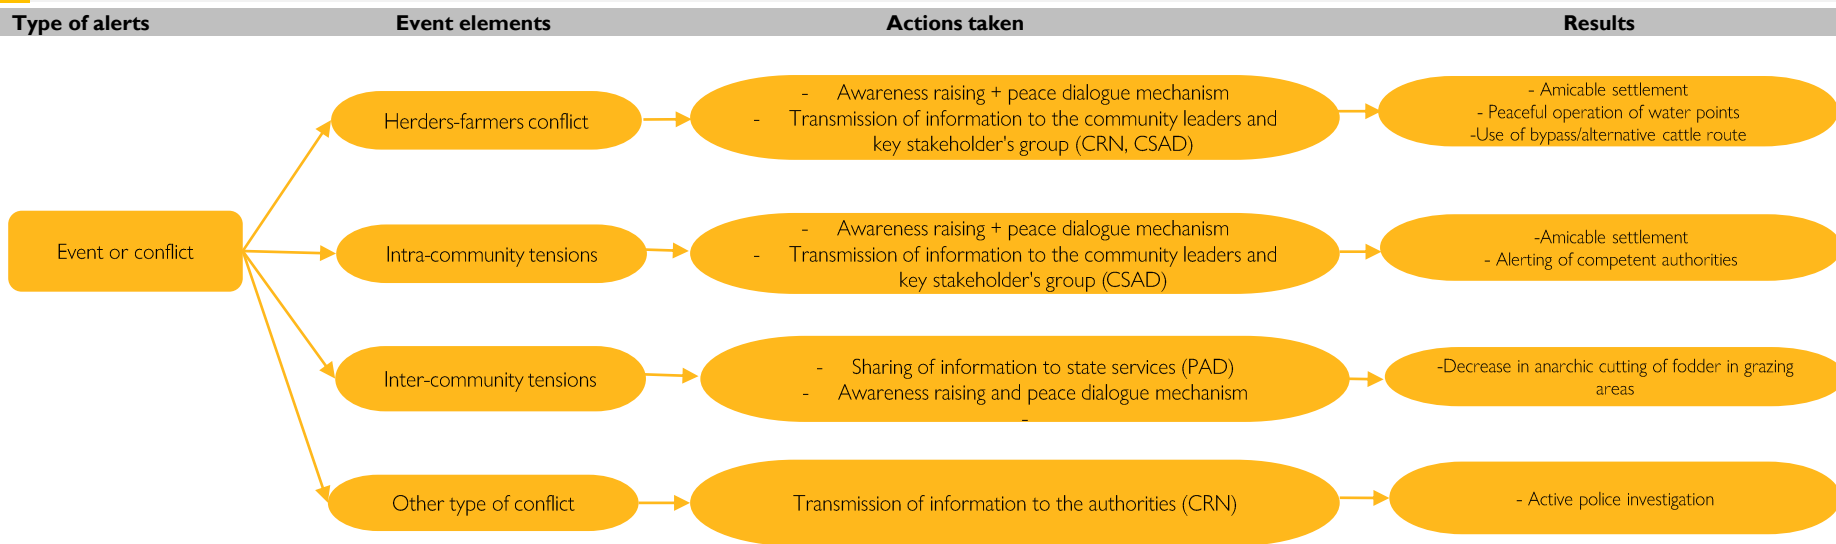 Type of alerts
Event elements
Actions taken
Results
Event or conflict
Herders-farmers conflict
- Awareness raising + peace dialogue mechanism
- Transmission of information to the community leaders and
key stakeholder's group (CRN, CSAD)
- Amicable settlement
- Peaceful operation of water points
-Use of bypass/alternative cattle route
Intra-community tensions
- Awareness raising + peace dialogue mechanism
- Transmission of information to the community leaders and
key stakeholder's group (CSAD)
-Amicable settlement
- Alerting of competent authorities
Inter-community tensions
- Sharing of information to state services (PAD)
- Awareness raising and peace dialogue mechanism
-
-Decrease in anarchic cutting of fodder in grazing
areas
Other type of conflict
Transmission of information to the authorities (CRN)
- Active police investigation